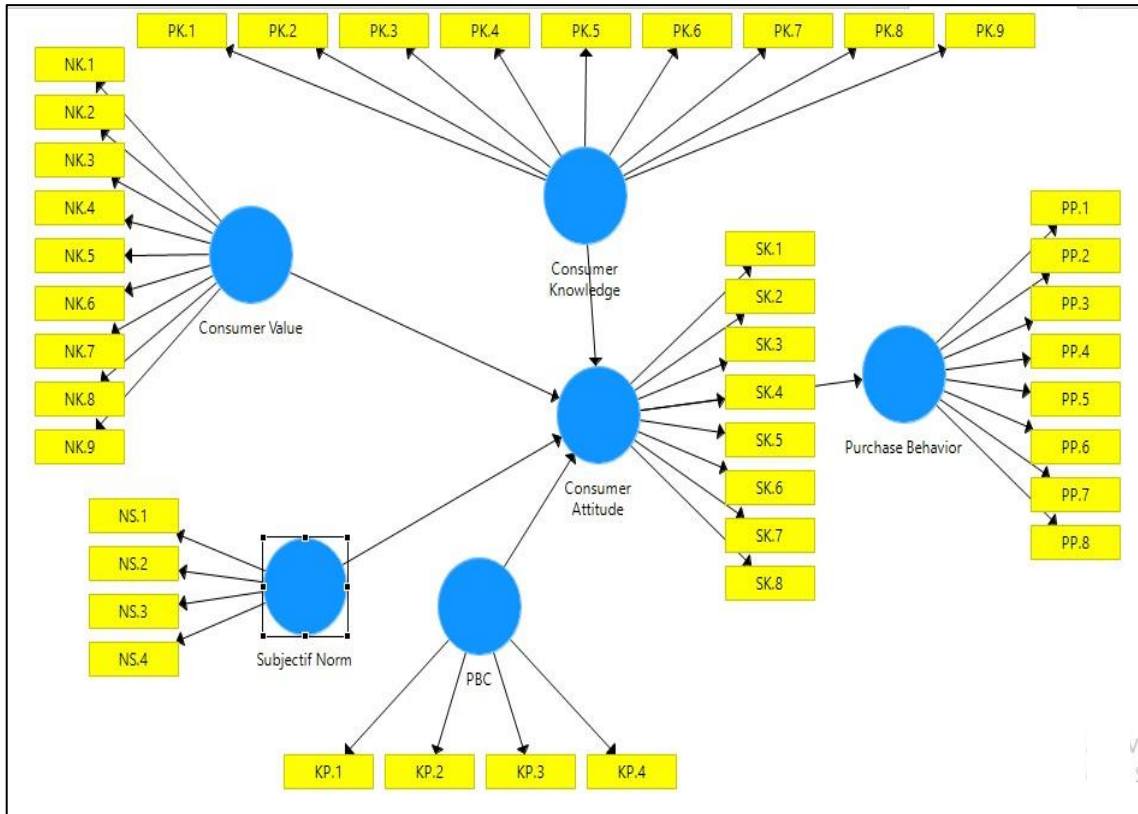 PK.1
PK.2
PK.3
PK.4
PK.5
PK.6
PK.7
PK.8
PK.9
NK.1
NK.2
NK.3
NK.4
NK.5
NK.6
NK.7
NK.8
NK.9
Consumer Value
Consumer
Knowledge
SK.1
SK.2
SK.3
SK.4
SK.5
SK.6
SK.7
SK.8
Consumer
Attitude
PP.1
PP.2
PP.3
PP.4
PP.5
PP.6
PP.7
PP.8
Purchase Behavior
NS.1
NS.2
NS.3
NS.4
Subjectif Norm
PBC
KP.1
KP.2
KP.3
KP.4